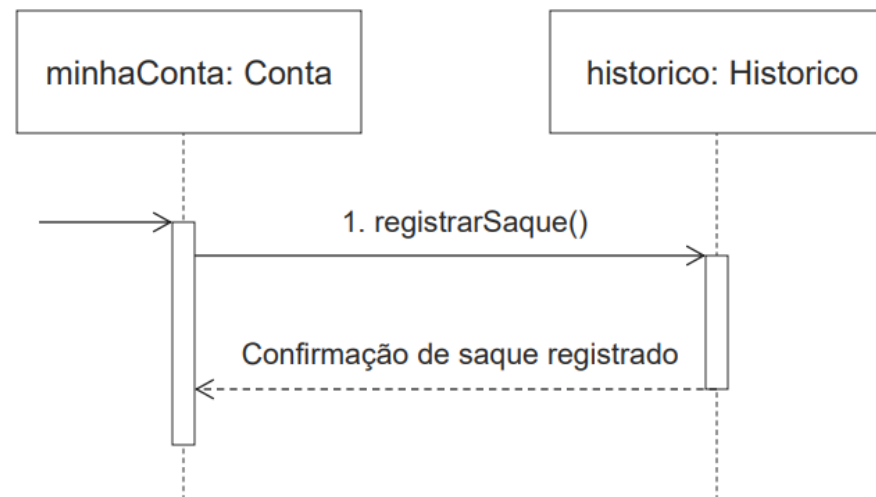 minhaConta: Conta
historico: Historico
1. registrarSaque()
Confirmação de saque registrado